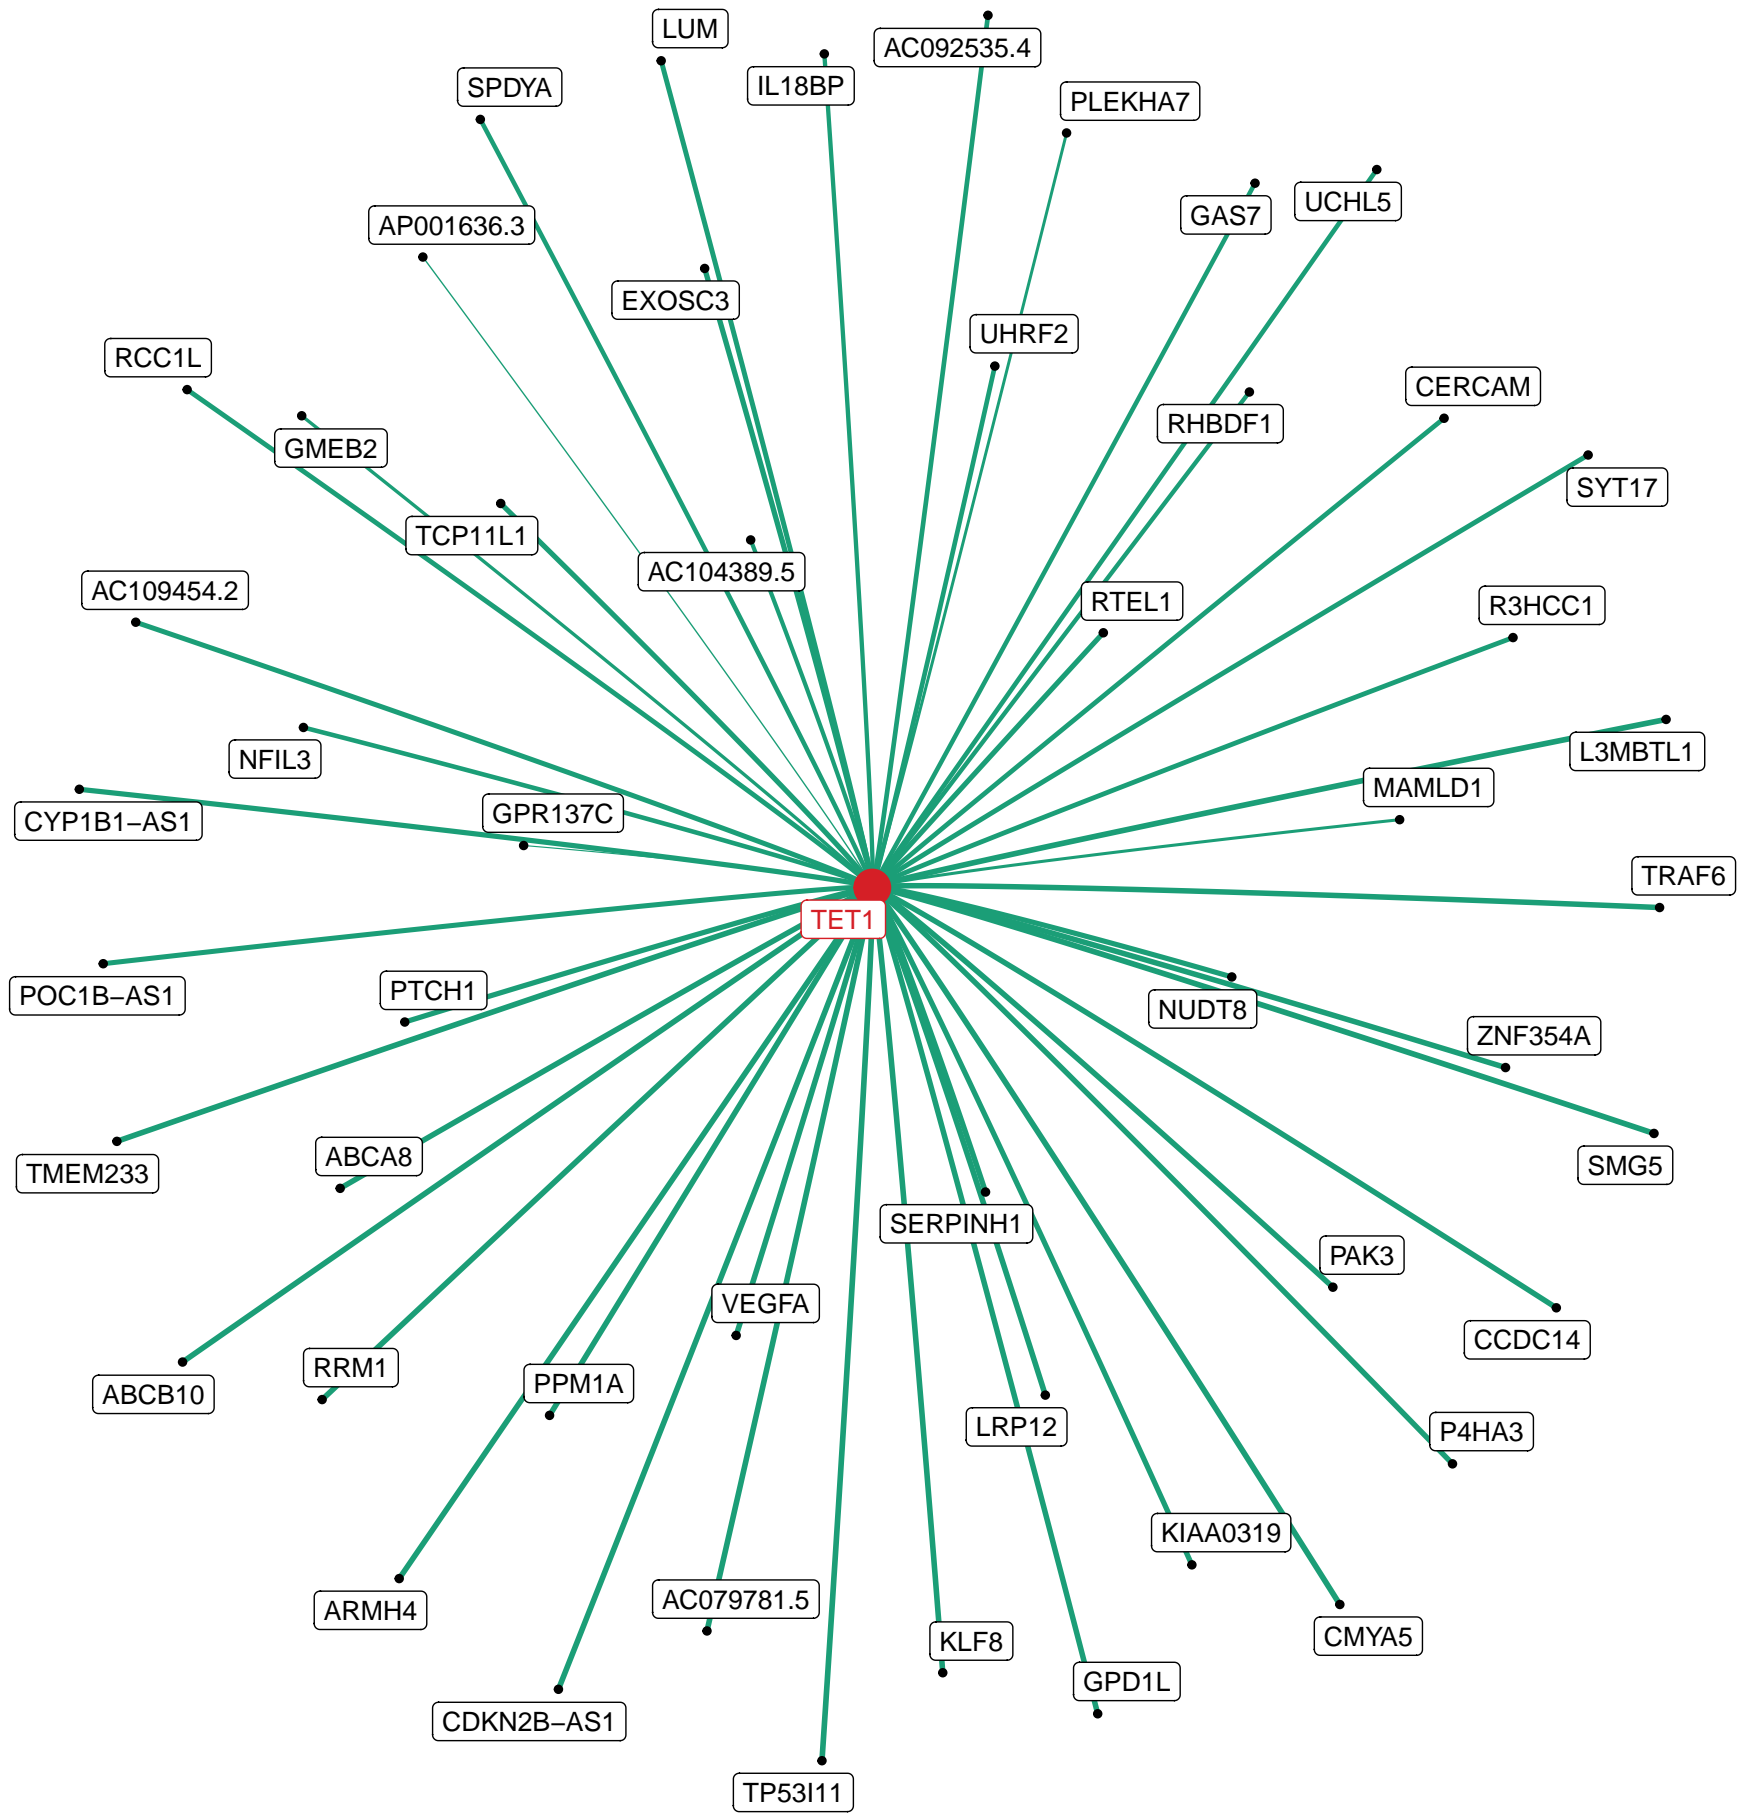 LUM
AC092535.4
SPDYA
IL18BP
PLEKHA7
UCHL5
GAS7
AP001636.3
EXOSC3
UHRF2
RCC1L
CERCAM
RHBDF1
GMEB2
SYT17
TCP11L1
AC104389.5
AC109454.2
RTEL1
R3HCC1
L3MBTL1
NFIL3
MAMLD1
GPR137C
CYP1B1–AS1
TRAF6
TET1
PTCH1
POC1B–AS1
NUDT8
ZNF354A
ABCA8
SMG5
TMEM233
SERPINH1
PAK3
VEGFA
CCDC14
RRM1
PPM1A
ABCB10
LRP12
P4HA3
KIAA0319
AC079781.5
ARMH4
CMYA5
KLF8
GPD1L
CDKN2B–AS1
TP53I11